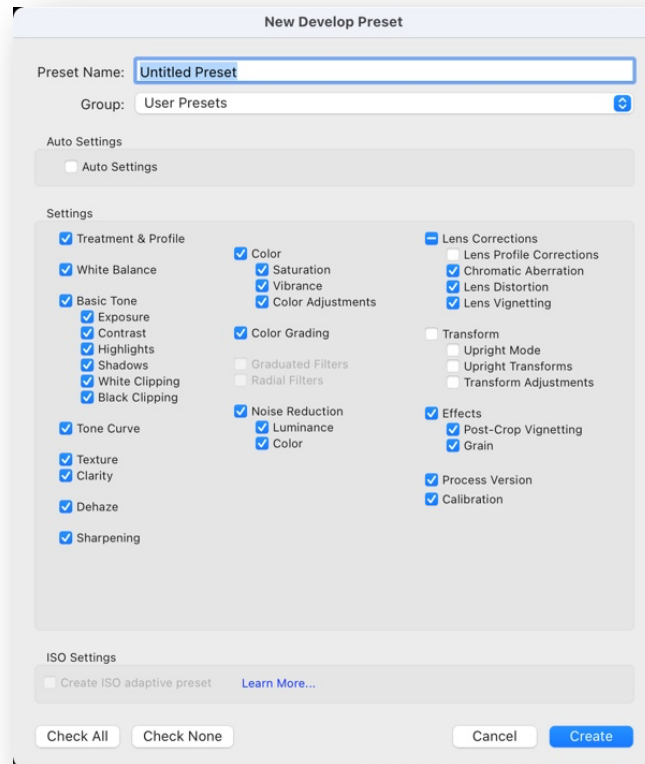 New Develop Preset
Preset Name: Untitled Preset
Group: User Presets
Auto Settings
Auto Settings
Settings
Treatment & Profile
White Balance
Basic Tone
Exposure
Contrast
Highlights
Shadows
White Clipping
Black Clipping
Tone Curve
Texture
Clarity
Dehaze
Sharpening
Color
Saturation
Vibrance
Color Adjustments
Color Grading
Graduated Filters
Radial Filters
Noise Reduction
Luminance
Color
Lens Corrections
Lens Profile Corrections
Chromatic Aberration
Lens Distortion
Lens Vignetting
Transform
Upright Mode
Upright Transforms
Transform Adjustments
Effects
Post-Crop Vignetting
Grain
Process Version
Calibration
ISO Settings
Create ISO adaptive preset Learn More...
Check All Check None Cancel Create